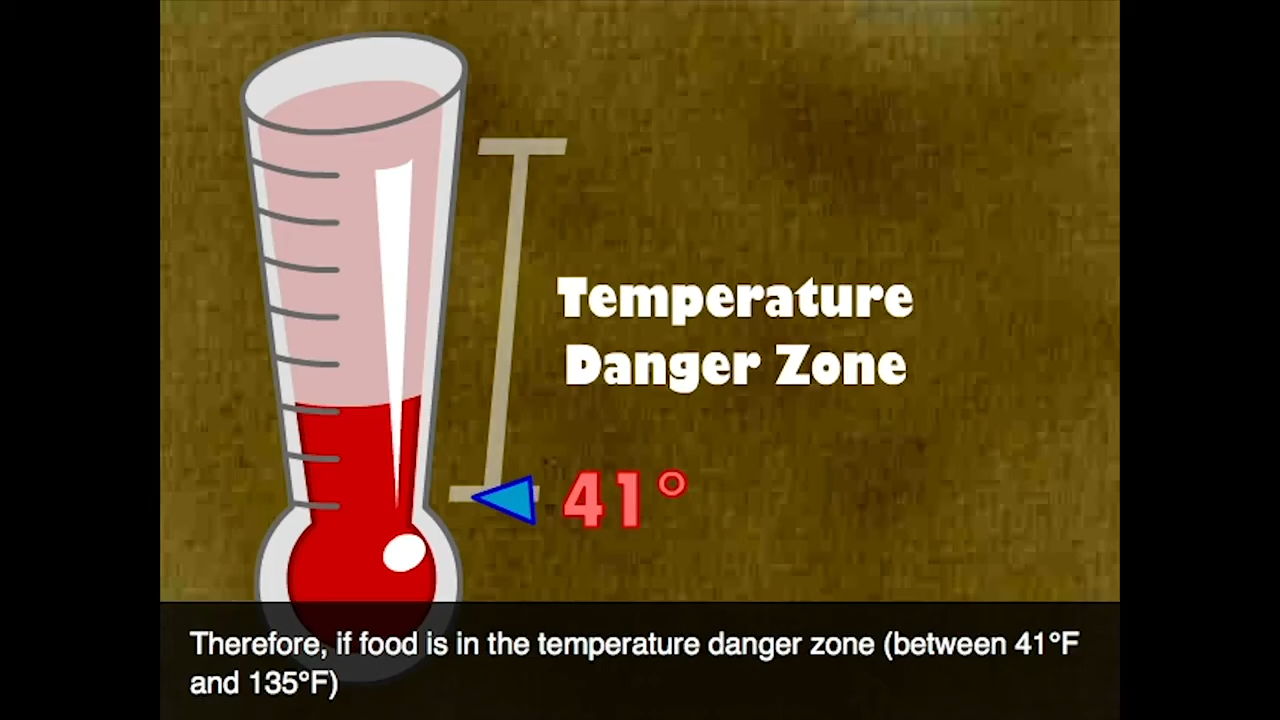 Temperature
Danger Zone
41°
Therefore, if food is in the temperature danger zone (between 41°F
and 135°F)